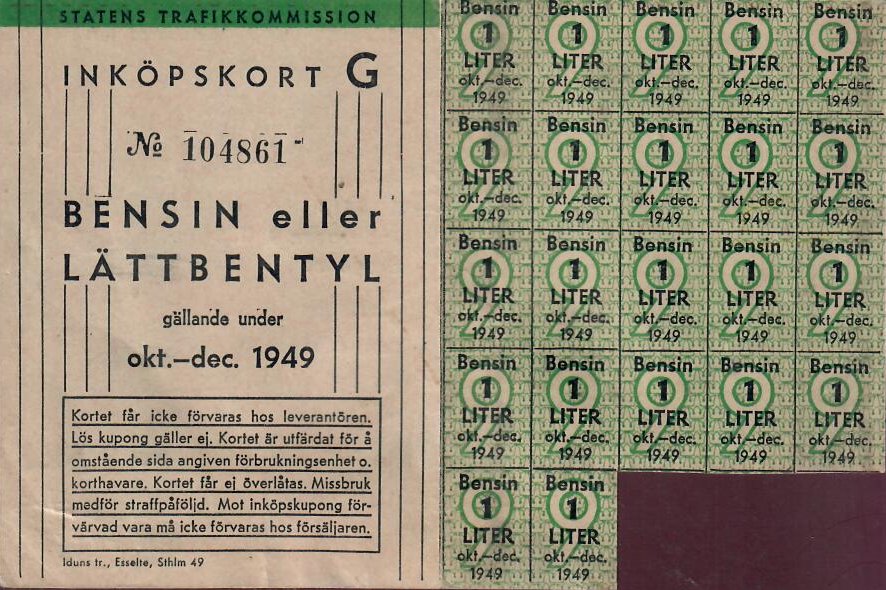 STATENS TRAFIKKOMMISSION
INKÖPSKORT G
№ 104861
BENSIN eller
LÄTTBENTYL
gällande under
okt.–dec. 1949
Kortet får icke förvaras hos leverantören.
Lös kupong gäller ej. Kortet är utfärdat för å
omstående sida angiven förbrukningsenhet o.
korthavare. Kortet får ej överlåtas. Missbruk
medför straffpåföljd. Mot inköpskupong för-
värvad vara må icke förvaras hos försäljaren.
Iduns tr., Esselte, Sthlm 49
Bensin Bensin Bensin Bensin Bensin
1 1 1 1 1
LITER LITER LITER LITER LITER
okt.–dec. okt.–dec. okt.–dec. okt.–dec. okt.–dec.
1949 1949 1949 1949 1949
Bensin Bensin Bensin Bensin Bensin
1 1 1 1 1
LITER LITER LITER LITER LITER
okt.–dec. okt.–dec. okt.–dec. okt.–dec. okt.–dec.
1949 1949 1949 1949 1949
Bensin Bensin Bensin Bensin Bensin
1 1 1 1 1
LITER LITER LITER LITER LITER
okt.–dec. okt.–dec. okt.–dec. okt.–dec. okt.–dec.
1949 1949 1949 1949 1949
Bensin Bensin Bensin Bensin Bensin
1 1 1 1 1
LITER LITER LITER LITER LITER
okt.–dec. okt.–dec. okt.–dec. okt.–dec. okt.–dec.
1949 1949 1949 1949 1949
Bensin Bensin
1 1
LITER LITER
okt.–dec. okt.–dec.
1949 1949